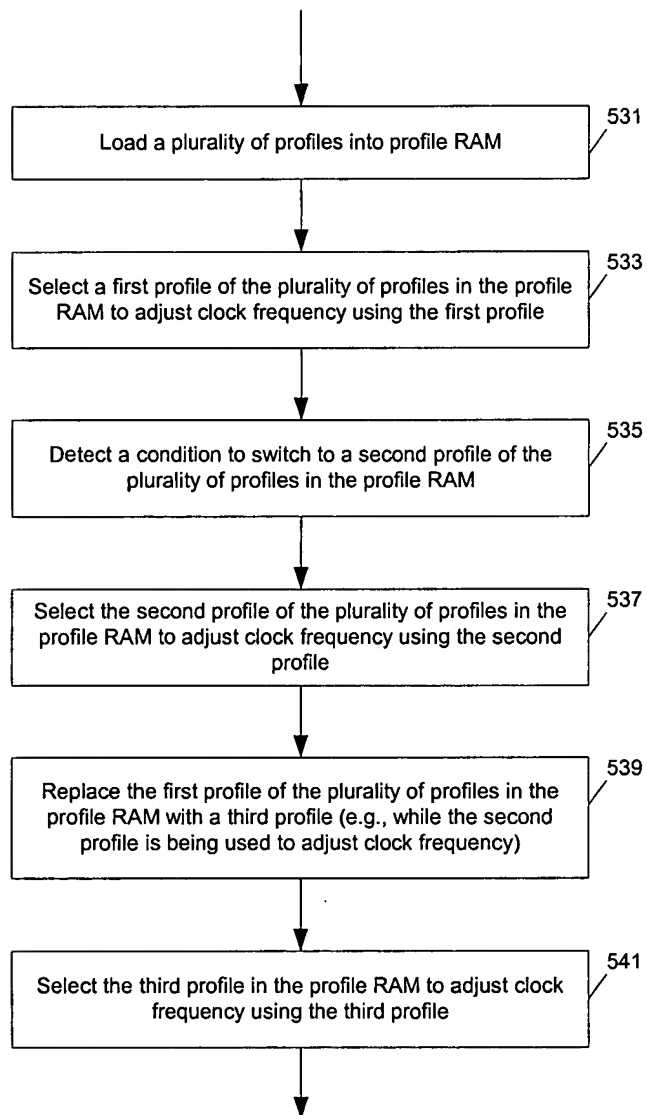 531
Load a plurality of profiles into profile RAM
533
Select a first profile of the plurality of profiles in the profile
RAM to adjust clock frequency using the first profile
535
Detect a condition to switch to a second profile of the
plurality of profiles in the profile RAM
537
Select the second profile of the plurality of profiles in the
profile RAM to adjust clock frequency using the second
profile
539
Replace the first profile of the plurality of profiles in the
profile RAM with a third profile (e.g., while the second
profile is being used to adjust clock frequency)
541
Select the third profile in the profile RAM to adjust clock
frequency using the third profile